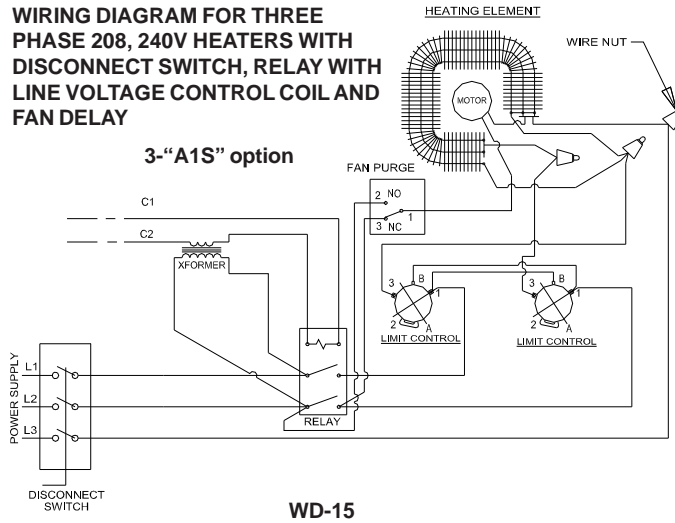 WIRING DIAGRAM FOR THREE
PHASE 208, 240V HEATERS WITH
DISCONNECT SWITCH, RELAY WITH
LINE VOLTAGE CONTROL COIL AND
FAN DELAY
3-“A1S” option
HEATING ELEMENT
WIRE NUT
MOTOR
FAN PURGE
2 NO
1
3 NC
C1
C2
XFORMER
3
B
1
2
A
LIMIT CONTROL
3
B
1
2
A
LIMIT CONTROL
POWER SUPPLY
L1
L2
L3
RELAY
DISCONNECT
SWITCH
WD-15